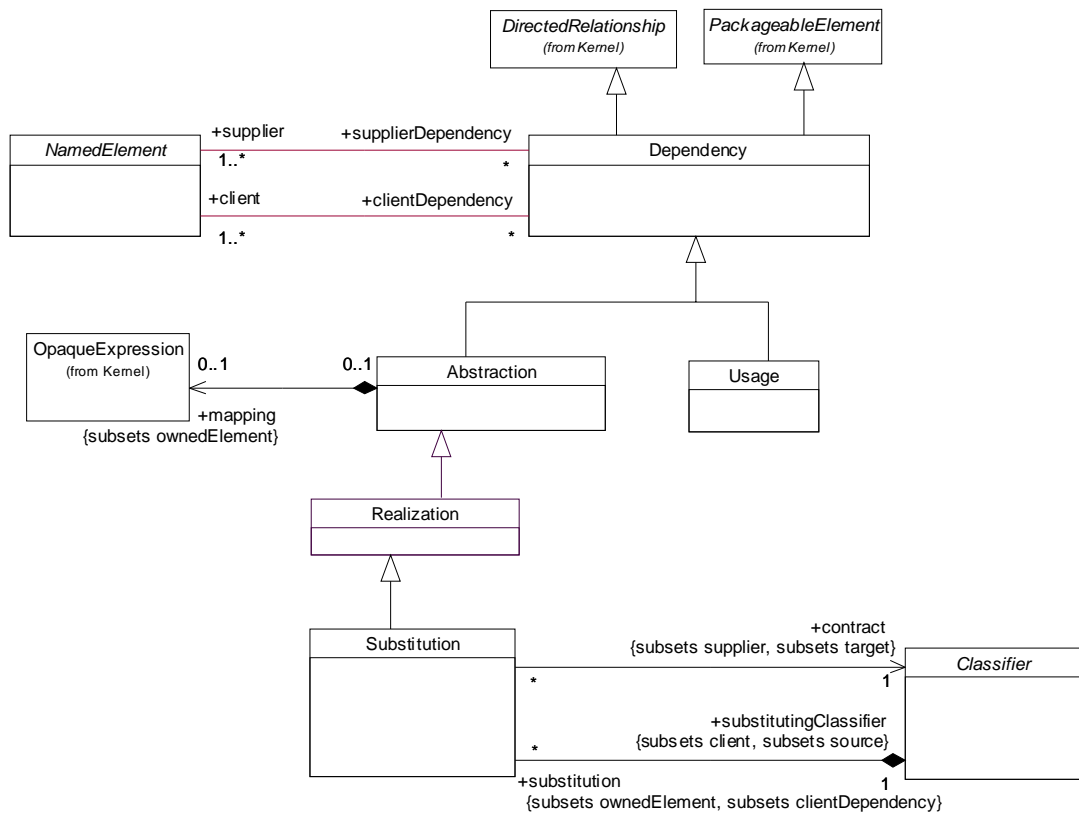 DirectedRelationship
(from Kernel)
PackageableElement
(from Kernel)
NamedElement
+supplier
+supplierDependency
1..*
*
+client
+clientDependency
1..*
*
Dependency
OpaqueExpression
(from Kernel)
0..1
0..1
+mapping
{subsets ownedElement}
Abstraction
Usage
Realization
Substitution
+contract
{subsets supplier, subsets target}
*
1
Classifier
+substitutingClassifier
{subsets client, subsets source}
*
1
+substitution
{subsets ownedElement, subsets clientDependency}